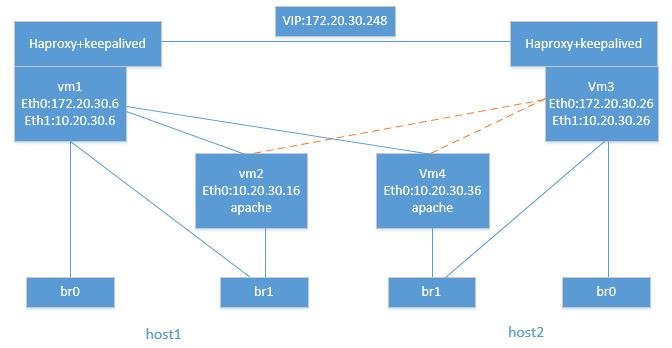 VIP:172.20.30.248
Haproxy+keepalived
Haproxy+keepalived
vm1
Eth0:172.20.30.6
Eth1:10.20.30.6
Vm3
Eth0:172.20.30.26
Eth1:10.20.30.26
vm2
Eth0:10.20.30.16
apache
Vm4
Eth0:10.20.30.36
apache
br0
br1
br1
br0
host1
host2